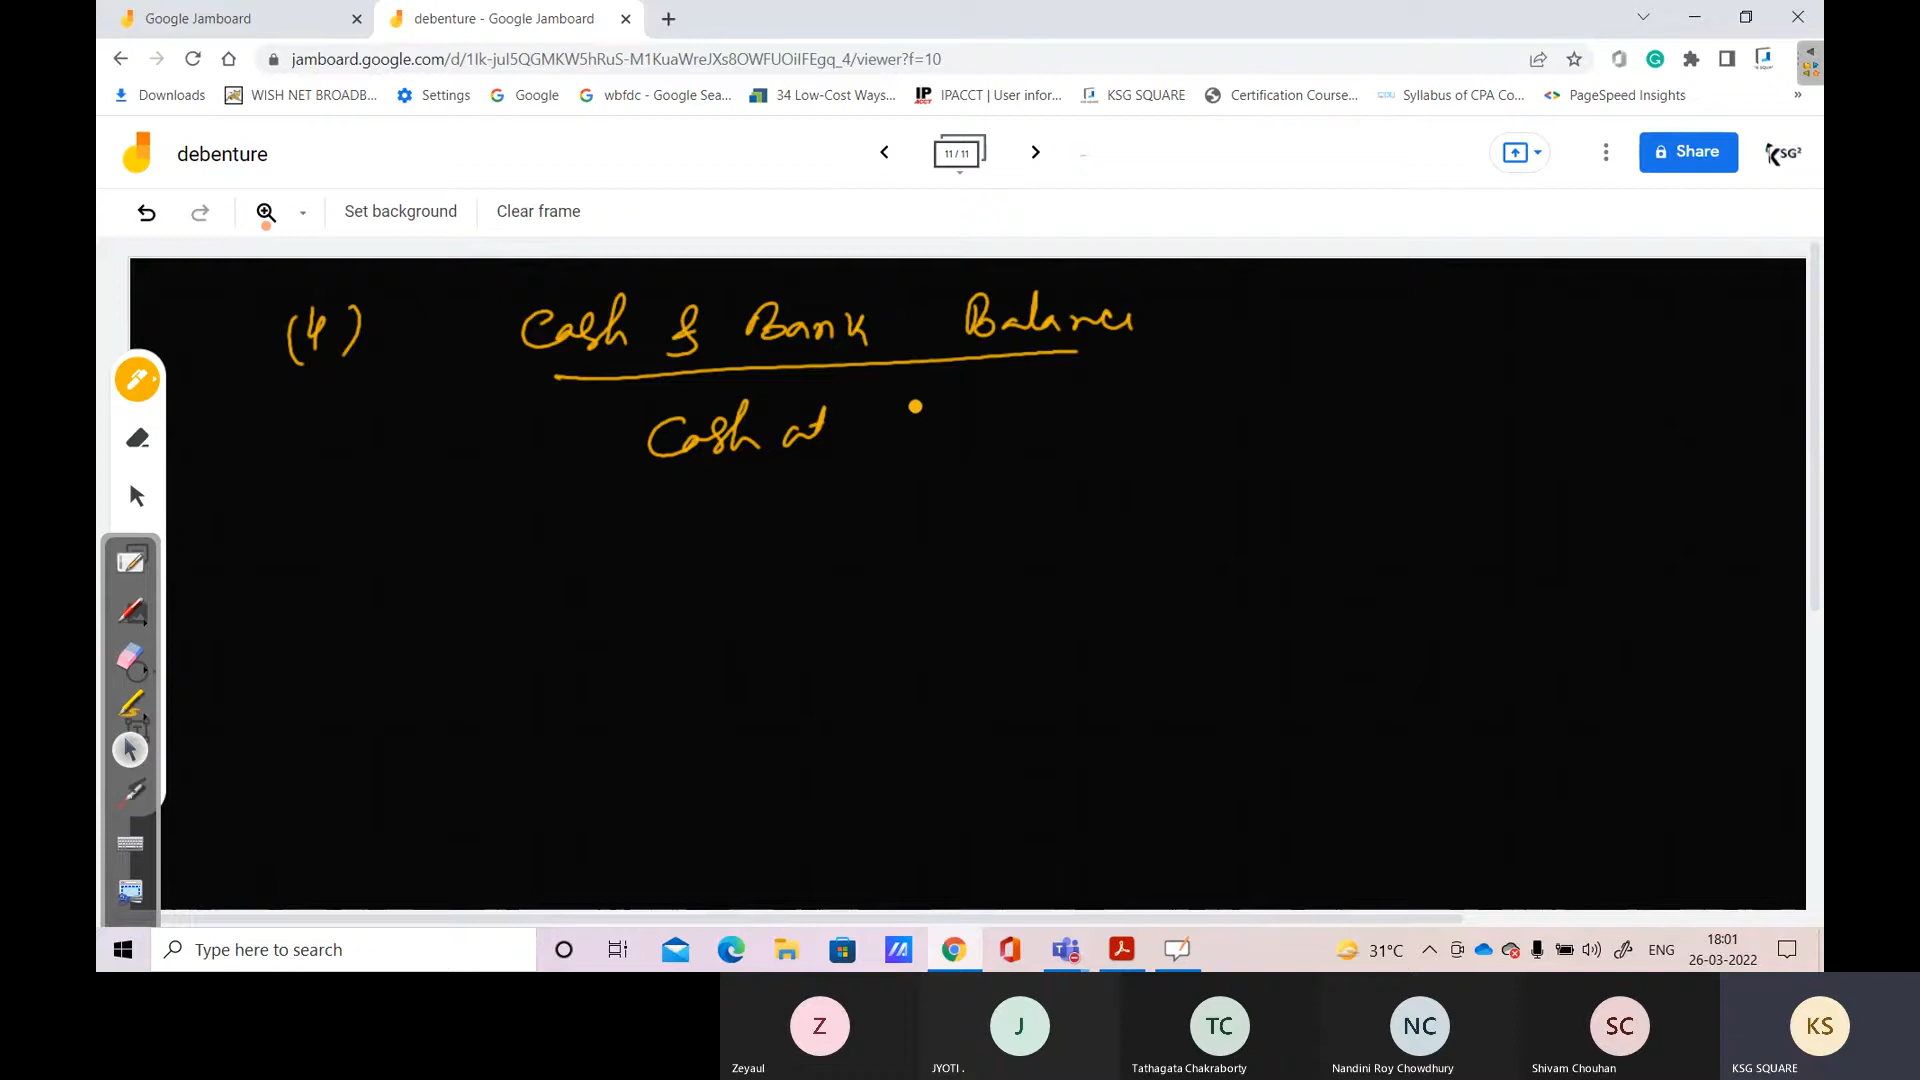 Google Jamboard
debenture - Google Jamboard
jamboard.google.com/d/1Ik-juI5QGMKW5hRuS-M1KuaWreJXs8OWFUOiIFEgq_4/viewer?f=10
Downloads WISH NET BROADB... Settings Google wbfdc - Google Sea... 34 Low-Cost Ways... IPACCT | User infor... KSG SQUARE Certification Course... Syllabus of CPA Co... PageSpeed Insights »
debenture
11 / 11
Share
KSG²
Set background Clear frame
(4) Cash & Bank Balance
Cash at
Type here to search
31°C ENG
18:01
26-03-2022
Z J TC NC SC KS
Zeyaul JYOTI . Tathagata Chakraborty Nandini Roy Chowdhury Shivam Chouhan KSG SQUARE